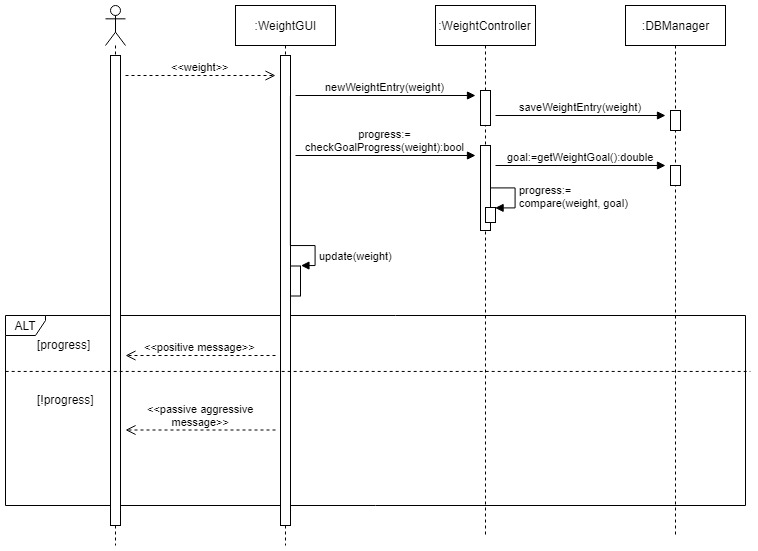 :WeightGUI
:WeightController
:DBManager
<<weight>>
newWeightEntry(weight)
saveWeightEntry(weight)
progress:=
checkGoalProgress(weight):bool
goal:=getWeightGoal():double
progress:=
compare(weight, goal)
update(weight)
ALT
[progress]
<<positive message>>
[!progress]
<<passive aggressive
message>>